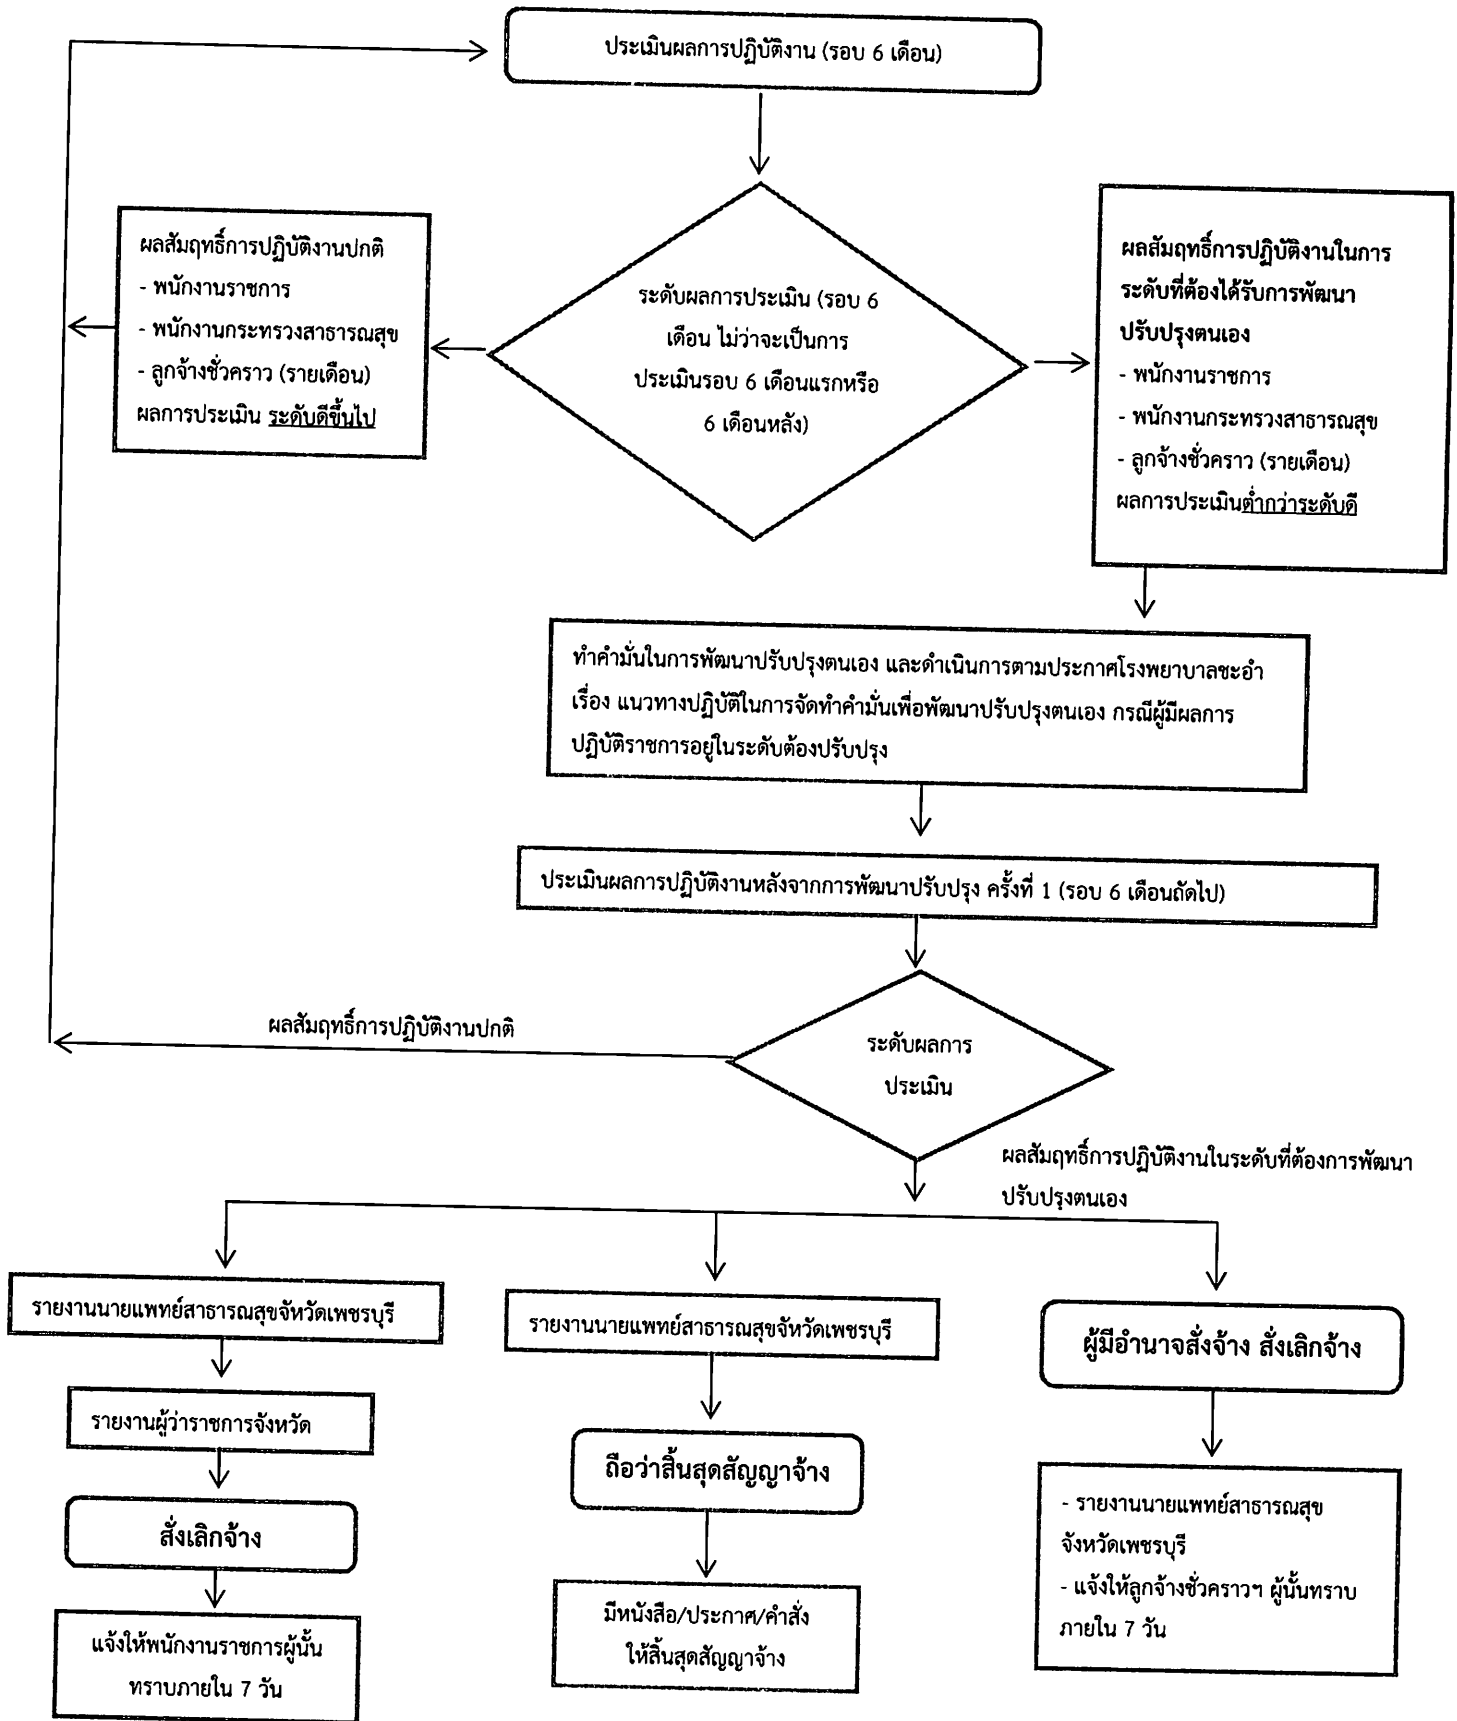 ประเมินผลการปฏิบัติงาน (รอบ 6 เดือน)
ผลสัมฤทธิ์การปฏิบัติงานปกติ
- พนักงานราชการ
- พนักงานกระทรวงสาธารณสุข
- ลูกจ้างชั่วคราว (รายเดือน)
ผลการประเมิน ระดับดีขึ้นไป
ระดับผลการประเมิน (รอบ 6
เดือน ไม่ว่าจะเป็นการ
ประเมินรอบ 6 เดือนแรกหรือ
6 เดือนหลัง)
ผลสัมฤทธิ์การปฏิบัติงานในการ
ระดับที่ต้องได้รับการพัฒนา
ปรับปรุงตนเอง
- พนักงานราชการ
- พนักงานกระทรวงสาธารณสุข
- ลูกจ้างชั่วคราว (รายเดือน)
ผลการประเมินต่ำกว่าระดับดี
ทำคำมั่นในการพัฒนาปรับปรุงตนเอง และดำเนินการตามประกาศโรงพยาบาลชะอำ
เรื่อง แนวทางปฏิบัติในการจัดทำคำมั่นเพื่อพัฒนาปรับปรุงตนเอง กรณีผู้มีผลการ
ปฏิบัติราชการอยู่ในระดับต้องปรับปรุง
ประเมินผลการปฏิบัติงานหลังจากการพัฒนาปรับปรุง ครั้งที่ 1 (รอบ 6 เดือนถัดไป)
ผลสัมฤทธิ์การปฏิบัติงานปกติ
ระดับผลการ
ประเมิน
ผลสัมฤทธิ์การปฏิบัติงานในระดับที่ต้องการพัฒนา
ปรับปรุงตนเอง
รายงานนายแพทย์สาธารณสุขจังหวัดเพชรบุรี
รายงานผู้ว่าราชการจังหวัด
สั่งเลิกจ้าง
แจ้งให้พนักงานราชการผู้นั้น
ทราบภายใน 7 วัน
รายงานนายแพทย์สาธารณสุขจังหวัดเพชรบุรี
ถือว่าสิ้นสุดสัญญาจ้าง
มีหนังสือ/ประกาศ/คำสั่ง
ให้สิ้นสุดสัญญาจ้าง
ผู้มีอำนาจสั่งจ้าง สั่งเลิกจ้าง
- รายงานนายแพทย์สาธารณสุข
จังหวัดเพชรบุรี
- แจ้งให้ลูกจ้างชั่วคราวฯ ผู้นั้นทราบ
ภายใน 7 วัน